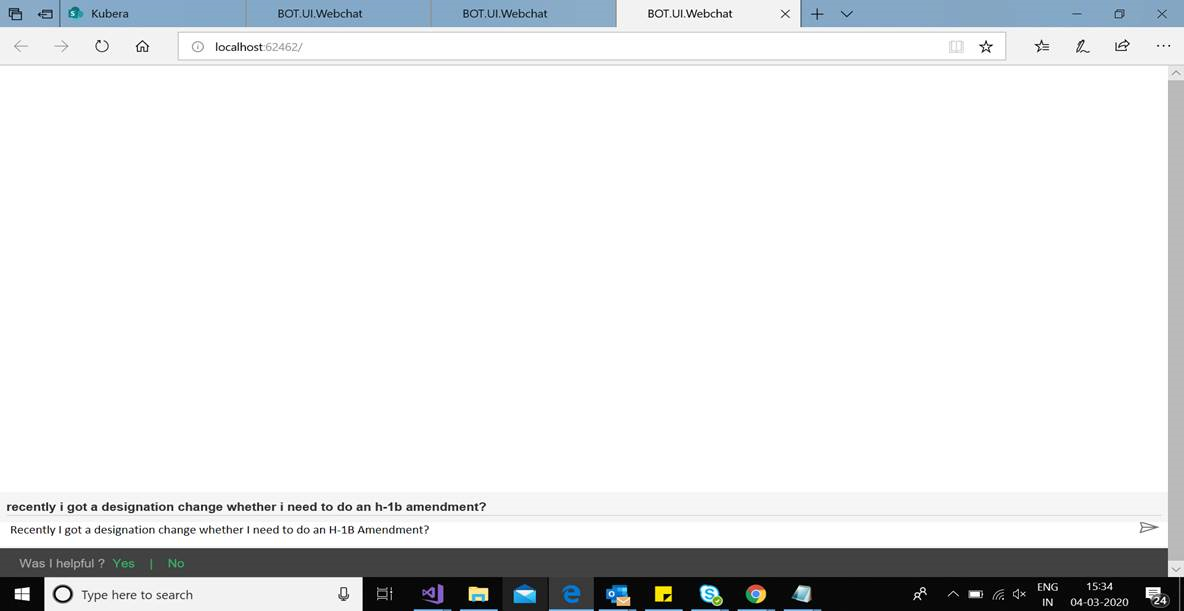 Kubera
BOT.UI.Webchat
BOT.UI.Webchat
BOT.UI.Webchat
localhost:62462/
recently i got a designation change whether i need to do an h-1b amendment?
Recently I got a designation change whether I need to do an H-1B Amendment?
Was I helpful ? Yes | No
Type here to search
ENG
IN
15:34
04-03-2020
24